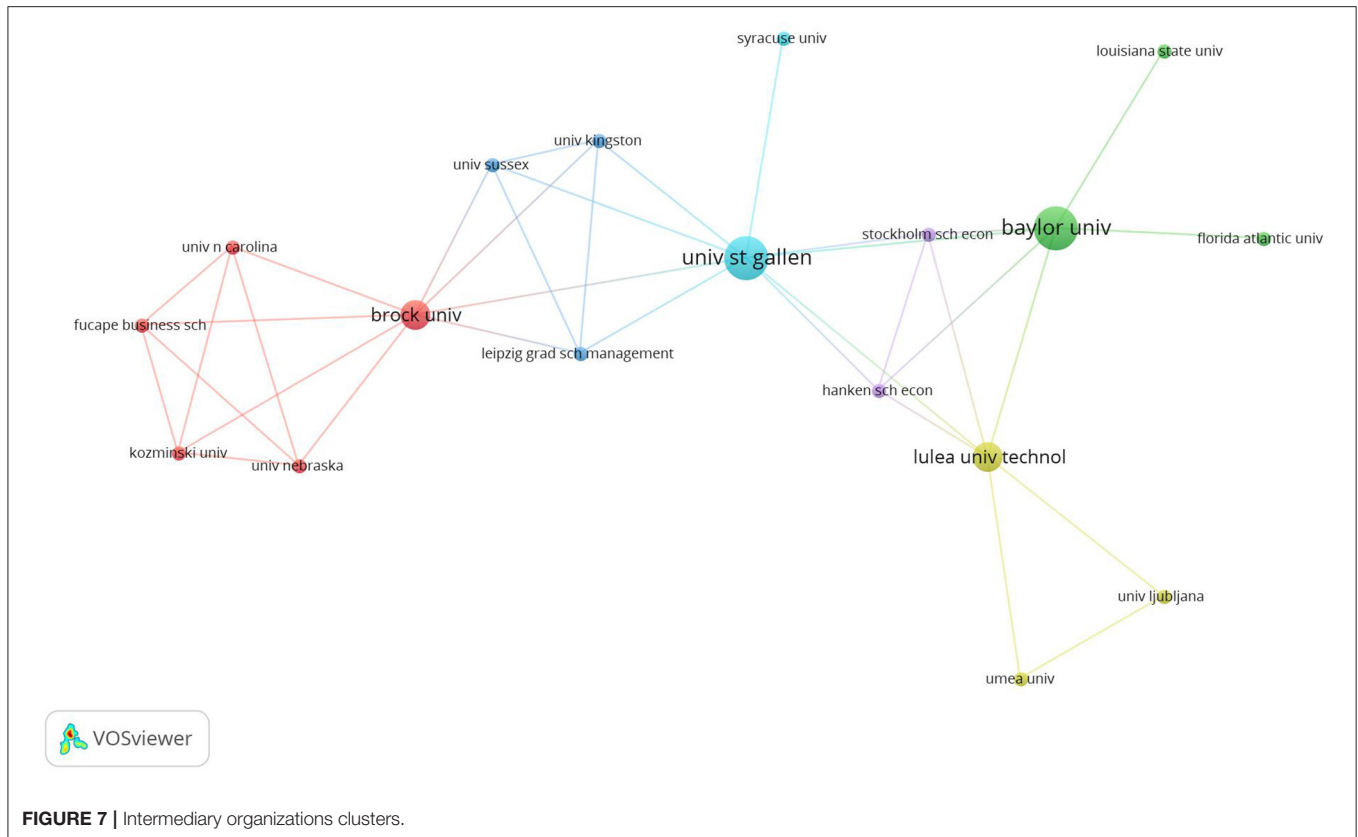 syracuse univ
louisiana state univ
univ kingston
univ sussex
stockholm sch econ
baylor univ
florida atlantic univ
univ n carolina
univ st gallen
fucape business sch
brock univ
leipzig grad sch management
hanken sch econ
kozminski univ
univ nebraska
lulea univ technol
univ ljubljana
umea univ
VOSviewer
FIGURE 7 | Intermediary organizations clusters.